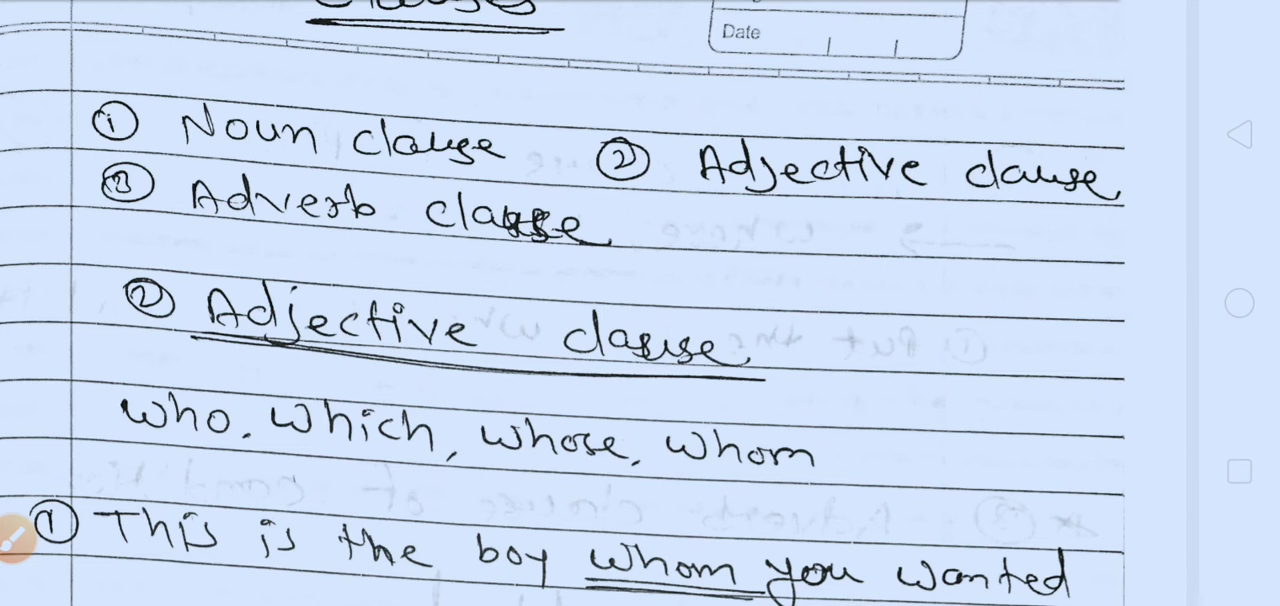 Clauses
Date
① Noun clause ② Adjective clause
③ Adverb clause
② Adjective clause
who, which, whose, whom
① This is the boy whom you wanted